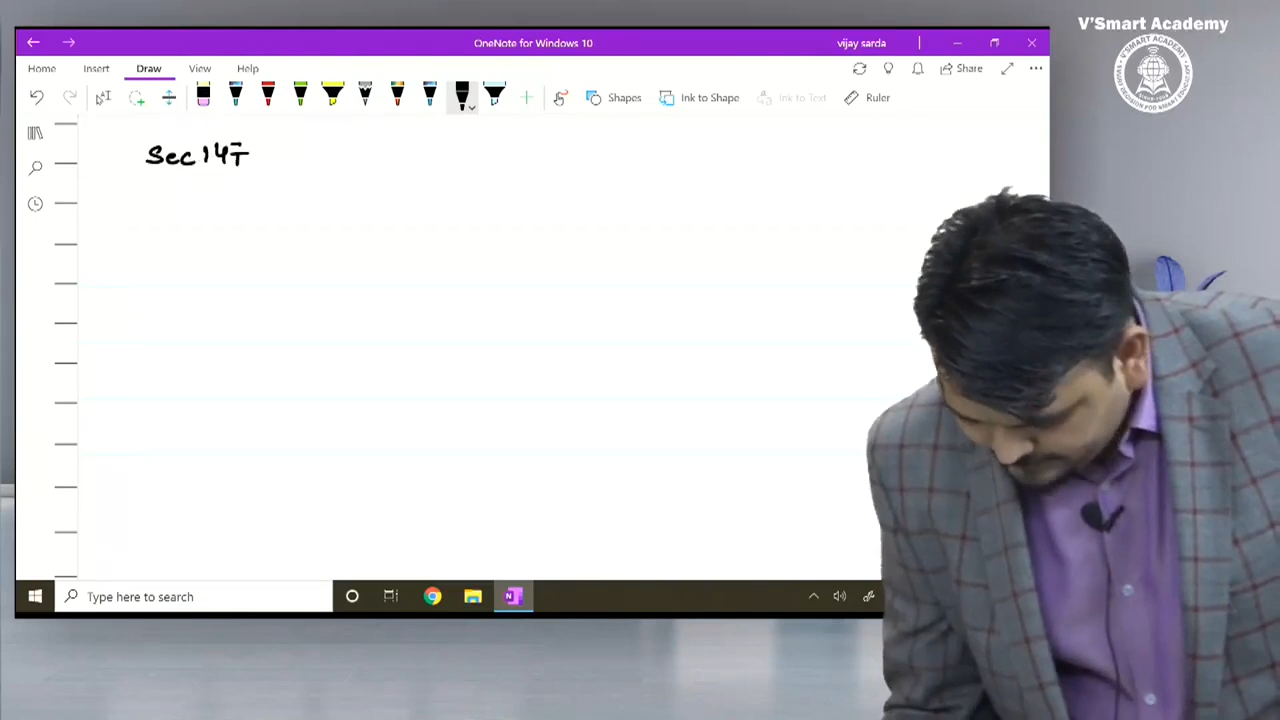 V'Smart Academy
OneNote for Windows 10
vijay sarda
Home Insert Draw View Help
Share
Shapes
Ink to Shape
Ink to Text
Ruler
Sec 147
Type here to search